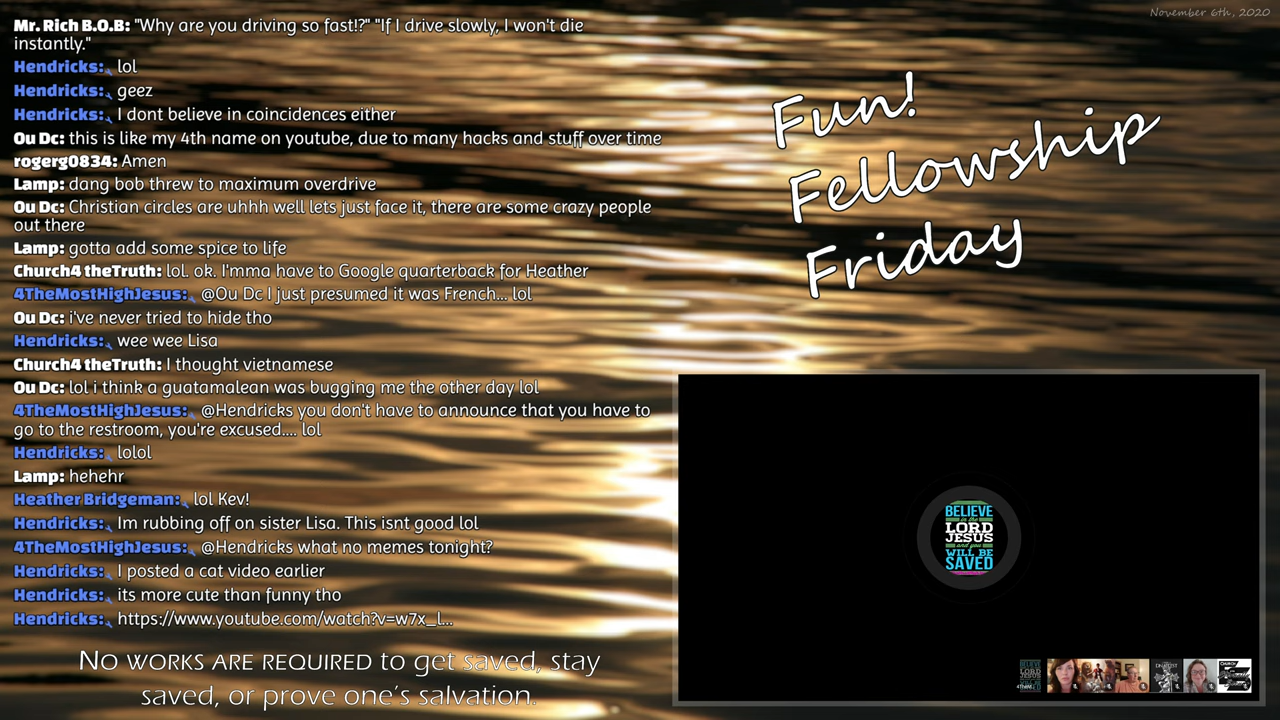 November 6th, 2020
Mr. Rich B.O.B: "Why are you driving so fast!?" "If I drive slowly, I won't die
instantly."
Hendricks: lol
Hendricks: geez
Hendricks: I dont believe in coincidences either
Ou Dc: this is like my 4th name on youtube, due to many hacks and stuff over time
rogerg0834: Amen
Lamp: dang bob threw to maximum overdrive
Ou Dc: Christian circles are uhhh well lets just face it, there are some crazy people
out there
Lamp: gotta add some spice to life
Church4 theTruth: lol. ok. I'mma have to Google quarterback for Heather
4TheMostHighJesus: @Ou Dc I just presumed it was French... lol
Ou Dc: i've never tried to hide tho
Hendricks: wee wee Lisa
Church4 theTruth: I thought vietnamese
Ou Dc: lol i think a guatamalean was bugging me the other day lol
4TheMostHighJesus: @Hendricks you don't have to announce that you have to
go to the restroom, you're excused.... lol
Hendricks: lolol
Lamp: hehehr
Heather Bridgeman: lol Kev!
Hendricks: Im rubbing off on sister Lisa. This isnt good lol
4TheMostHighJesus: @Hendricks what no memes tonight?
Hendricks: I posted a cat video earlier
Hendricks: its more cute than funny tho
Hendricks: https://www.youtube.com/watch?v=w7x_l...
No works are required to get saved, stay
saved, or prove one's salvation.
Fun!
Fellowship
Friday
BELIEVE
in the
LORD
JESUS
and you
WILL BE
SAVED